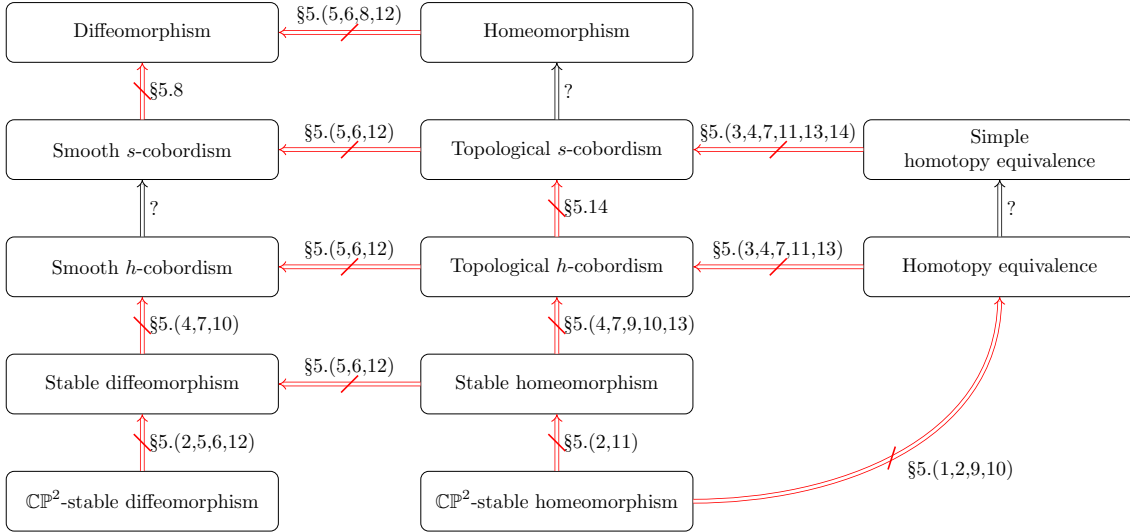 §5.(5,6,8,12)
Diffeomorphism
Homeomorphism
§5.8
?
§5.(5,6,12)
§5.(3,4,7,11,13,14)
Smooth s-cobordism
Topological s-cobordism
Simple
homotopy equivalence
?
§5.14
?
§5.(5,6,12)
§5.(3,4,7,11,13)
Smooth h-cobordism
Topological h-cobordism
Homotopy equivalence
§5.(4,7,10)
§5.(4,7,9,10,13)
§5.(5,6,12)
Stable diffeomorphism
Stable homeomorphism
§5.(2,5,6,12)
§5.(2,11)
§5.(1,2,9,10)
ℂℙ²-stable diffeomorphism
ℂℙ²-stable homeomorphism